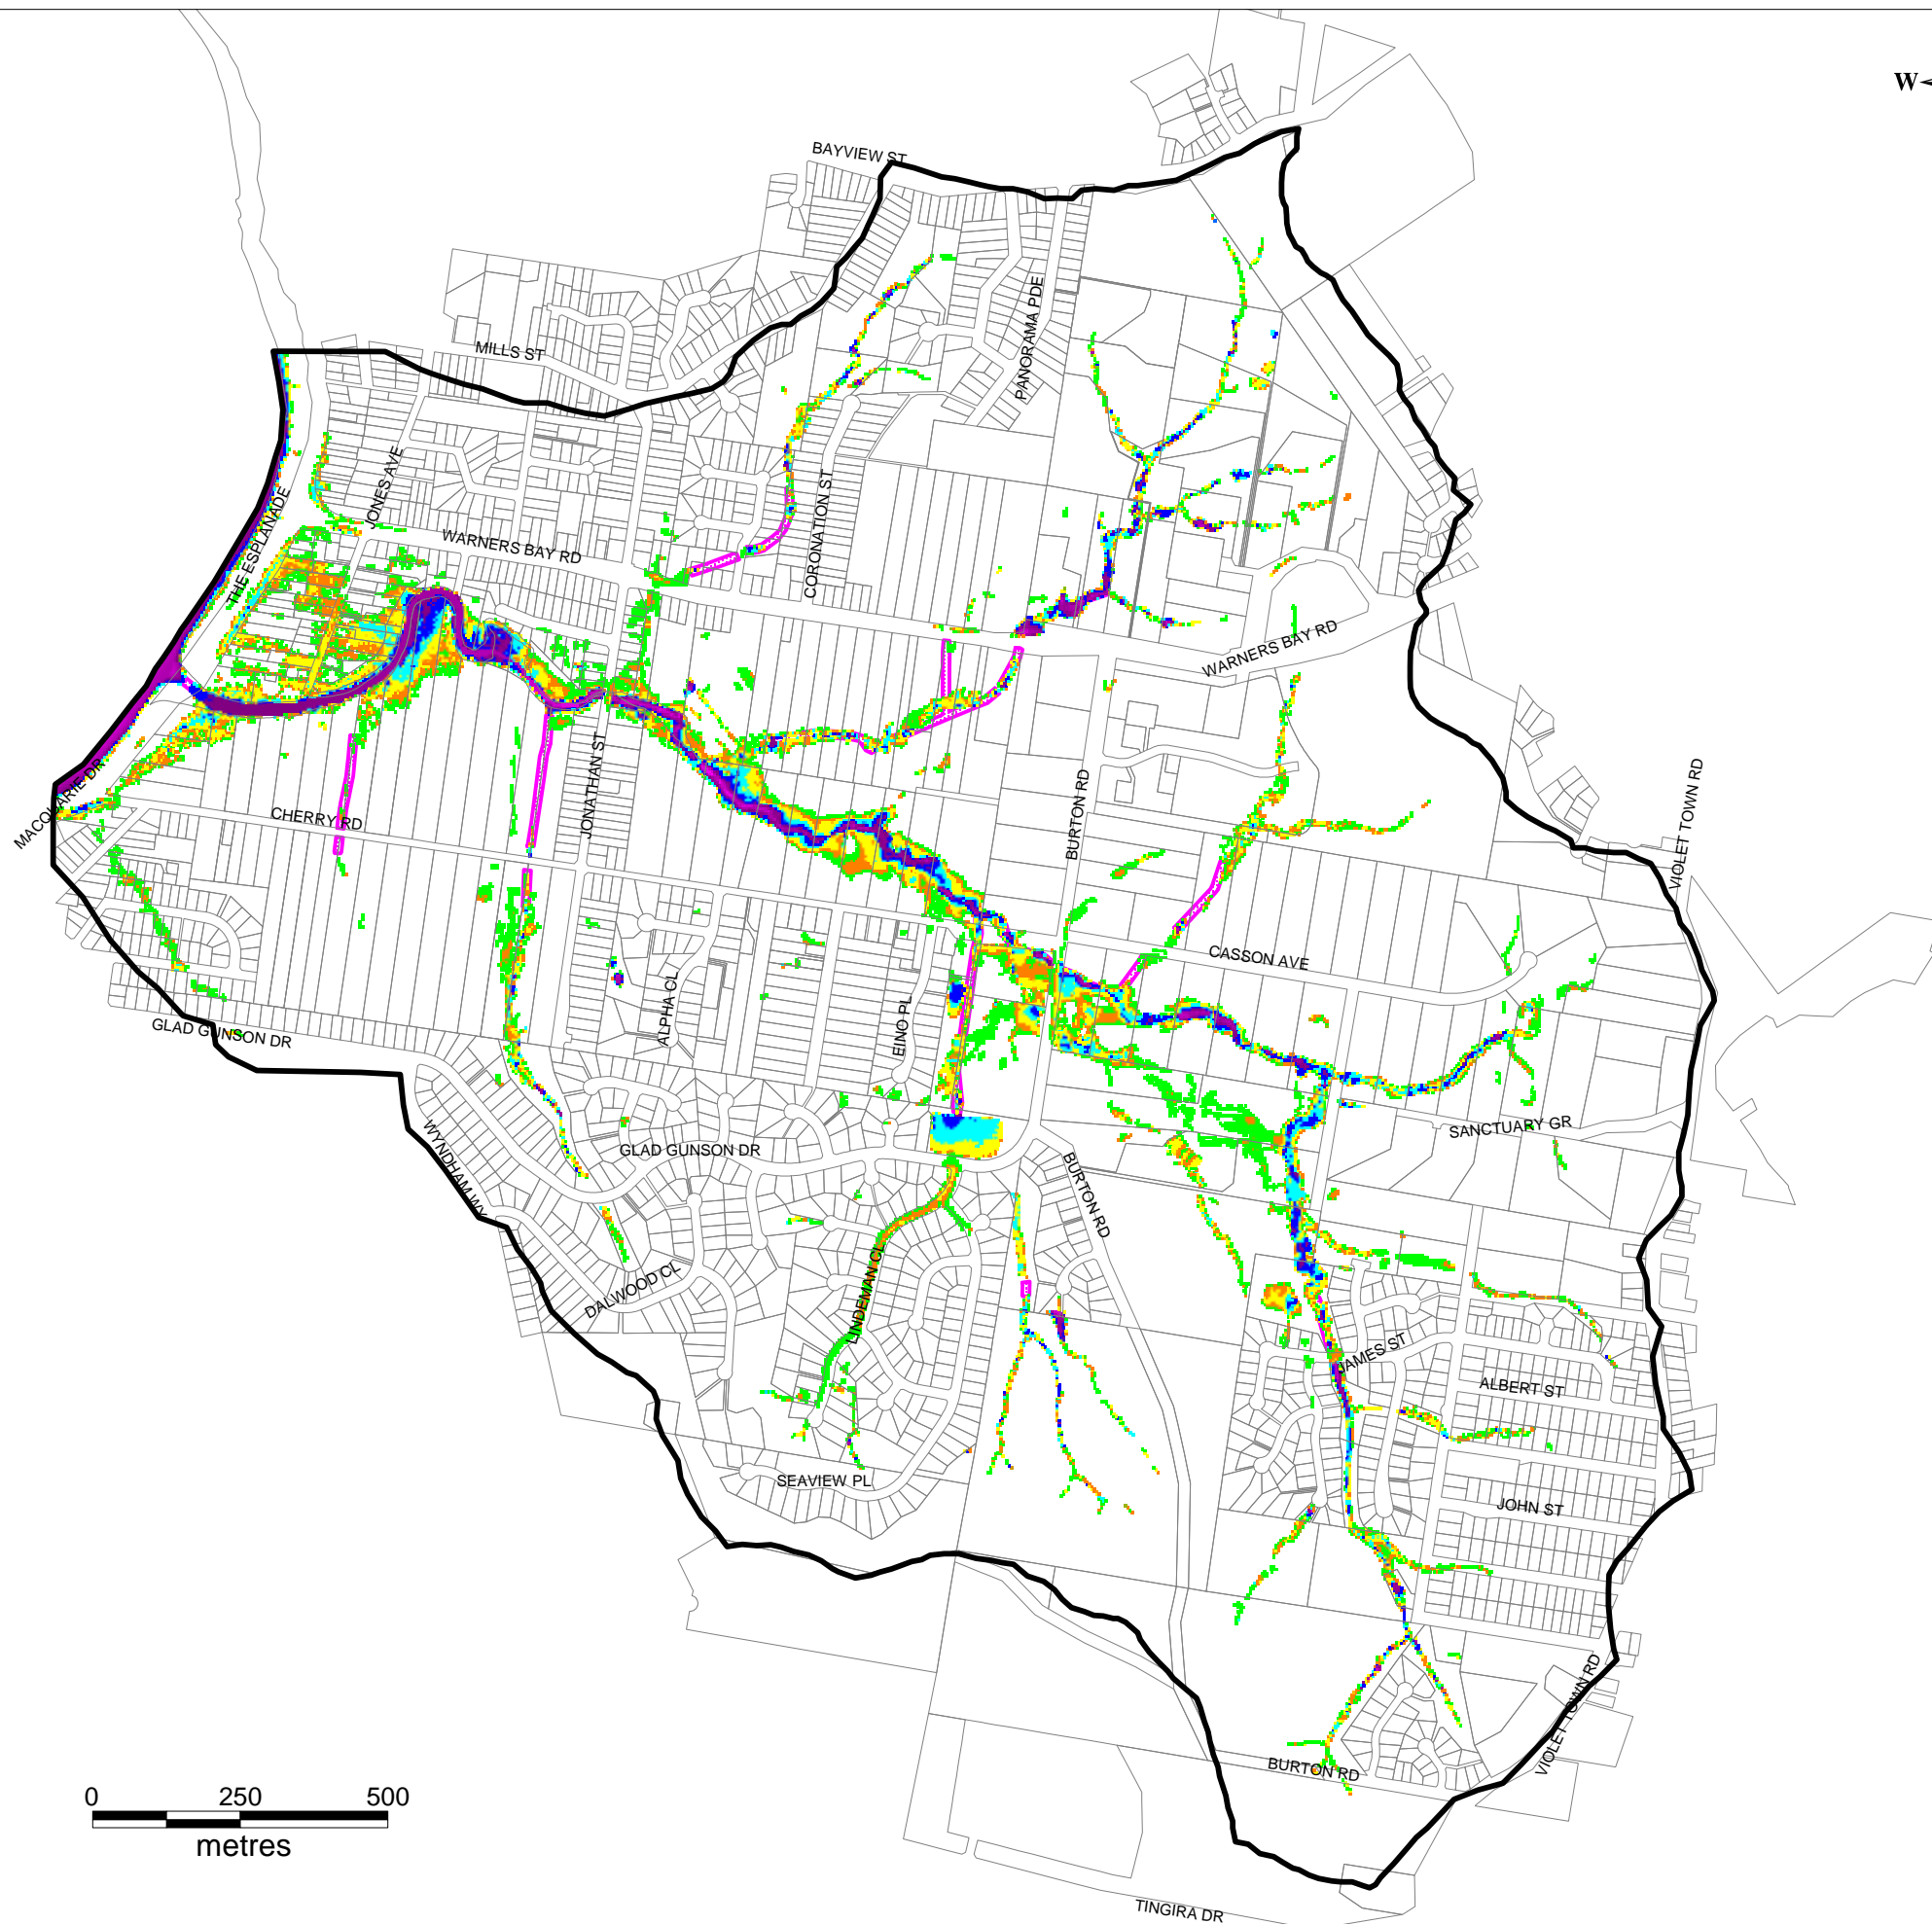 W
BAYVIEW ST
MILLS ST
PANORAMA PDE
JONES AVE
THE ESPLANADE
WARNERS BAY RD
CORONATION ST
WARNERS BAY RD
MACQUARIE DR
CHERRY RD
JONATHAN ST
BURTON RD
VIOLET TOWN RD
CASSON AVE
ALPHA CL
EINO PL
GLAD GUNSON DR
WYNDHAM WY
GLAD GUNSON DR
SANCTUARY GR
BURTON RD
DALWOOD CL
LINDEMAN CL
JAMES ST
ALBERT ST
SEAVIEW PL
JOHN ST
VIOLET TOWN RD
BURTON RD
0 250 500
metres
TINGIRA DR